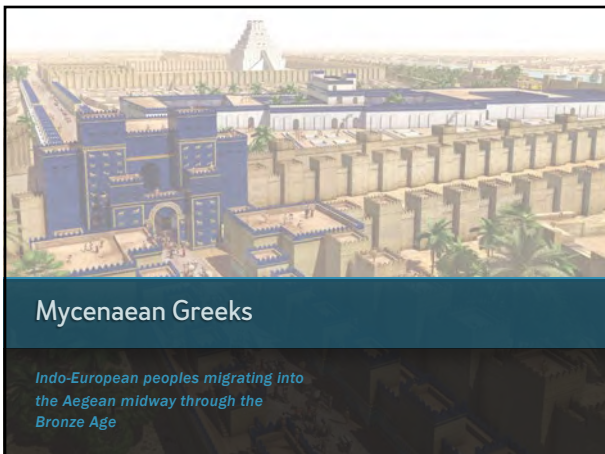 Mycenaean Greeks
Indo-European peoples migrating into
the Aegean midway through the
Bronze Age